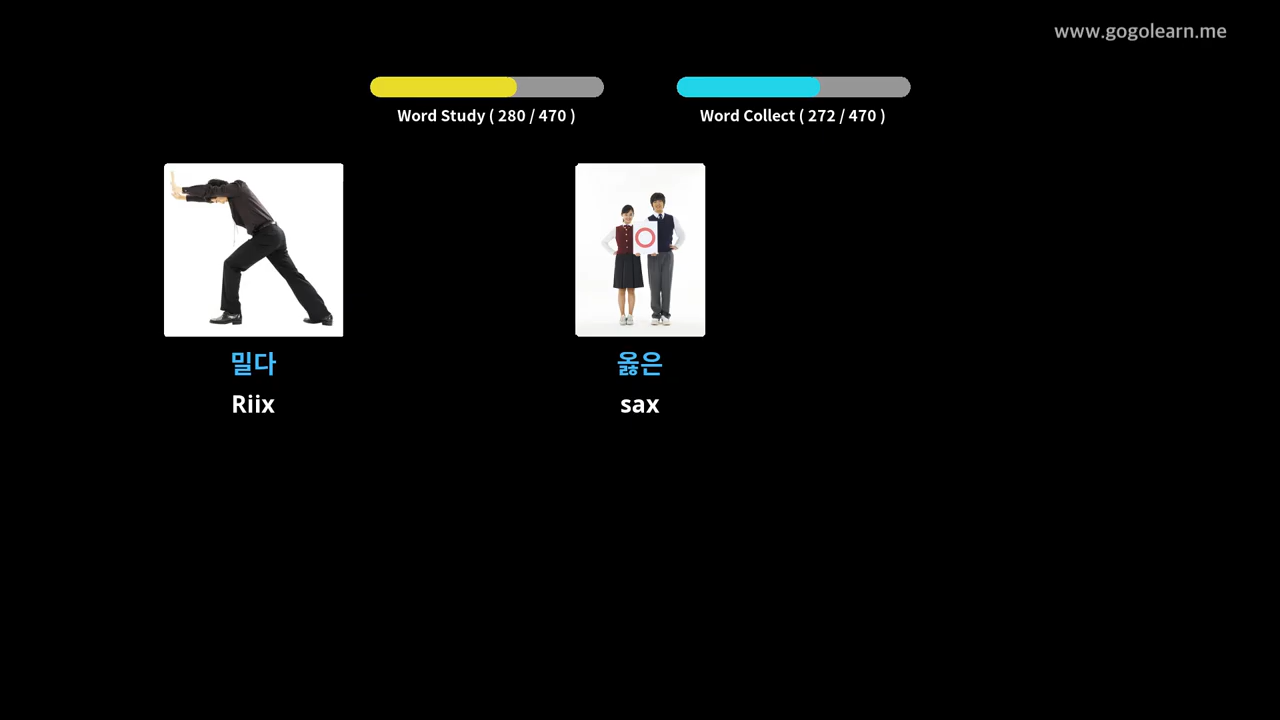 www.gogolearn.me
Word Study ( 280 / 470 )
Word Collect ( 272 / 470 )
밀다
Riix
옳은
sax